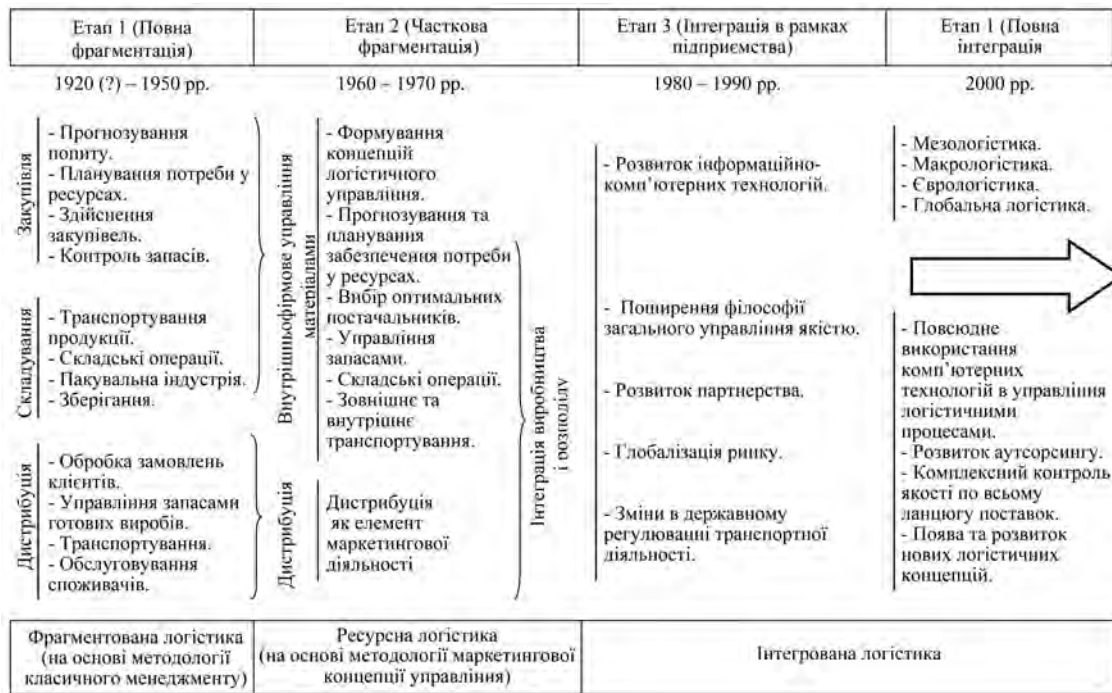 Етап 1 (Повна
фрагментація)
Етап 2 (Часткова
фрагментація)
Етап 3 (Інтеграція в рамках
підприємства)
Етап 1 (Повна
інтеграція
1920 (?) – 1950 рр.
1960 – 1970 рр.
1980 – 1990 рр.
2000 рр.
Закупівля
- Прогнозування
попиту.
- Планування потреби у
ресурсах.
- Здійснення
закупівель.
- Контроль запасів.
Складування
- Транспортування
продукції.
- Складські операції.
- Пакувальна індустрія.
- Зберігання.
Дистрибуція
- Обробка замовлень
клієнтів.
- Управління запасами
готових виробів.
- Транспортування.
- Обслуговування
споживачів.
Внутрішньофірмове управління
матеріалами
- Формування
концепцій
логістичного
управління.
- Прогнозування та
планування
забезпечення потреби
у ресурсах.
- Вибір оптимальних
постачальників.
- Управління
запасами.
- Складські операції.
- Зовнішнє та
внутрішнє
транспортування.
Дистрибуція
Дистрибуція
як елемент
маркетингової
діяльності
Інтеграція виробництва
і розподілу
- Розвиток інформаційно-
комп’ютерних технологій.
- Поширення філософії
загального управління якістю.
- Розвиток партнерства.
- Глобалізація ринку.
- Зміни в державному
регулюванні транспортної
діяльності.
- Мезологістика.
- Макрологістика.
- Єврологістика.
- Глобальна логістика.
- Повсюдне
використання
комп’ютерних
технологій в управління
логістичними
процесами.
- Розвиток аутсорсингу.
- Комплексний контроль
якості по всьому
ланцюгу поставок.
- Поява та розвиток
нових логістичних
концепцій.
Фрагментована логістика
(на основі методології
класичного менеджменту)
Ресурсна логістика
(на основі методології маркетингової
концепції управління)
Інтегрована логістика